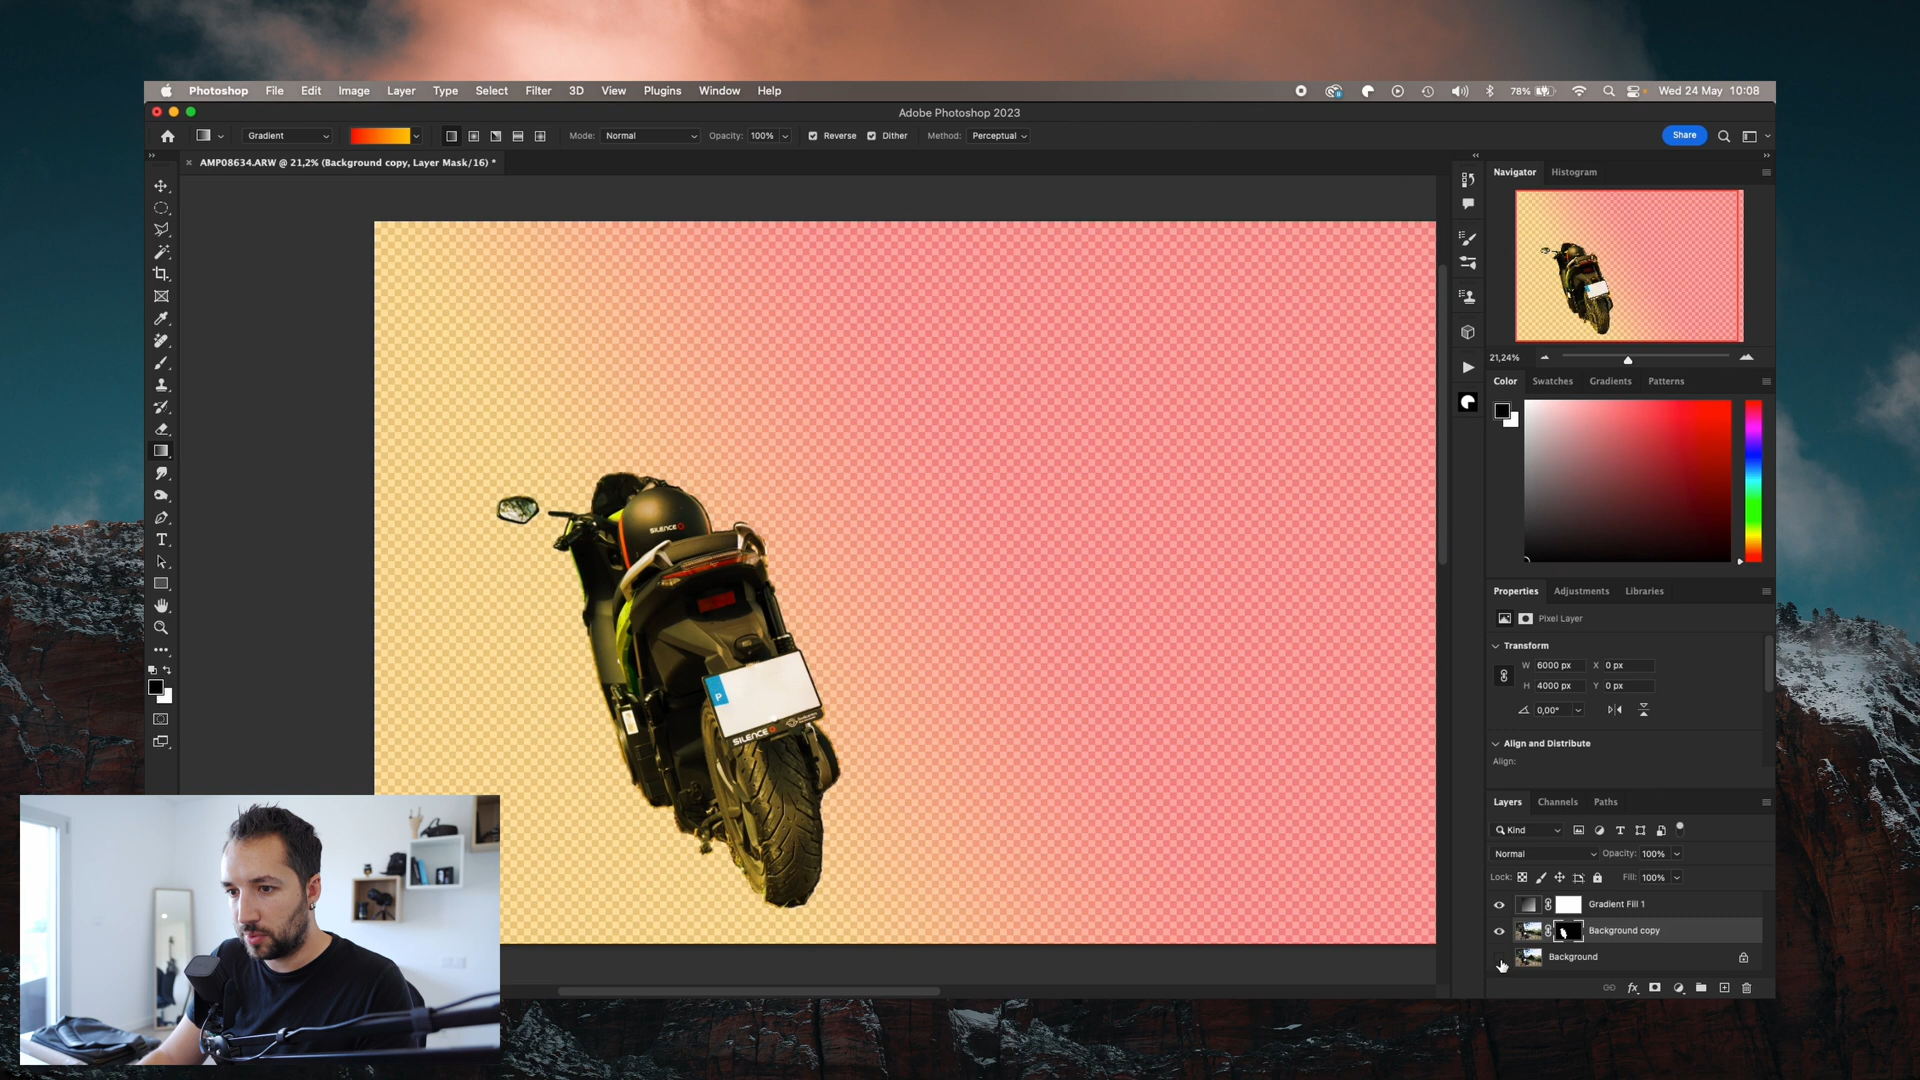 Photoshop File Edit Image Layer Type Select Filter 3D View Plugins Window Help 78% Wed 24 May 10:08
Adobe Photoshop 2023
Gradient Mode: Normal Opacity: 100% Reverse Dither Method: Perceptual Share
AMP08634.ARW @ 21,2% (Background copy, Layer Mask/16) *
Navigator Histogram
21,24%
Color Swatches Gradients Patterns
SILENCE
P
SILENCE
Properties Adjustments Libraries
Pixel Layer
Transform
W 6000 px X 0 px
H 4000 px Y 0 px
0,00°
Align and Distribute
Align:
Layers Channels Paths
Kind
Normal Opacity: 100%
Lock: Fill: 100%
Gradient Fill 1
Background copy
Background
fx